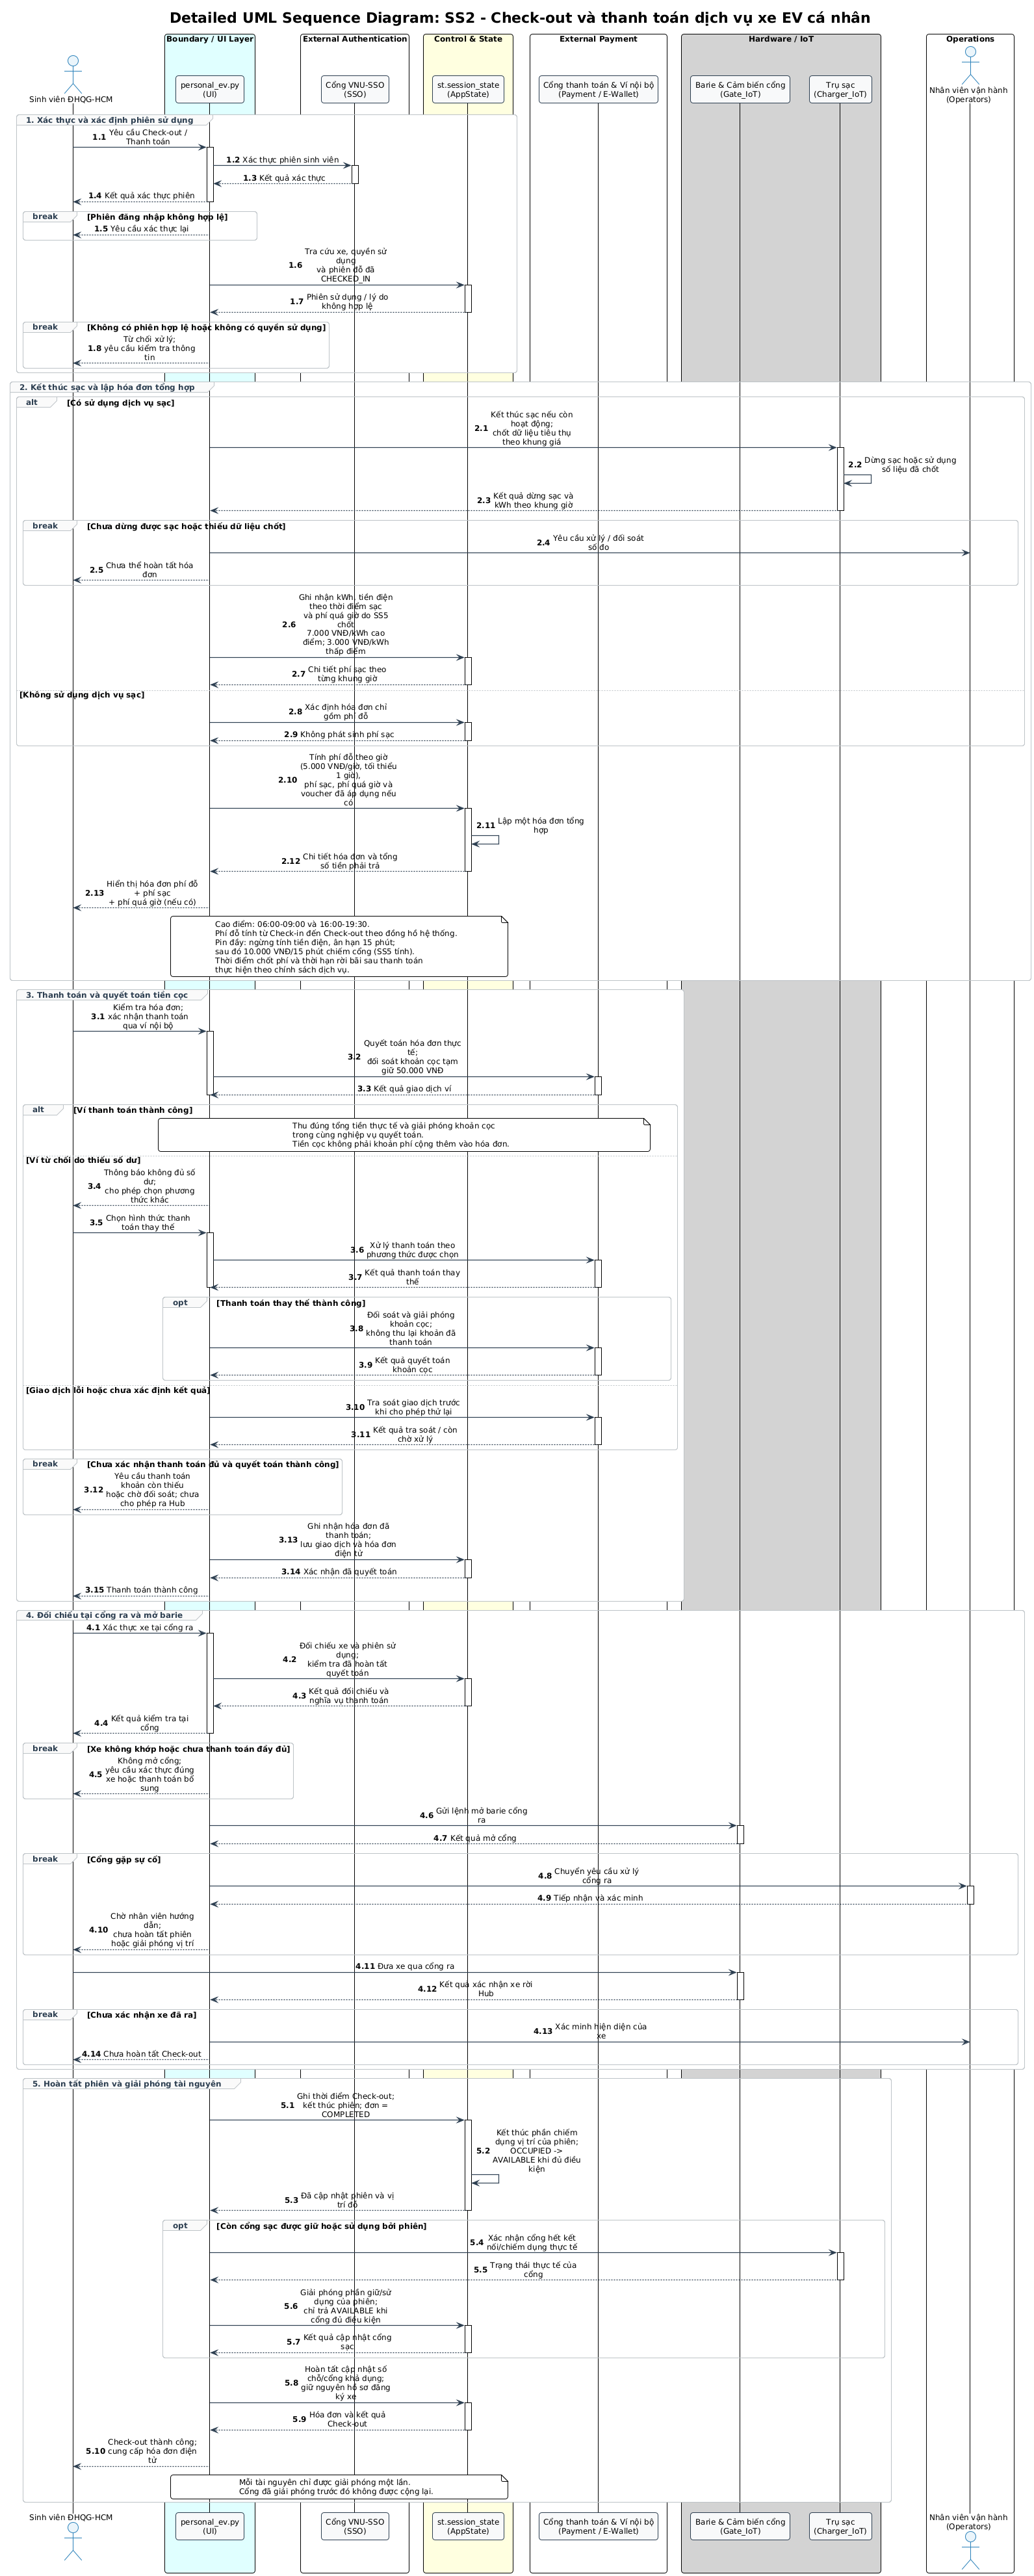 Detailed UML Sequence Diagram: SS2 - Check-out và thanh toán dịch vụ xe EV cá nhân
Boundary / UI Layer
External Authentication
Control & State
External Payment
Hardware / IoT
Operations
Sinh viên ĐHQG-HCM
personal_ev.py
(UI)
Cổng VNU-SSO
(SSO)
st.session_state
(AppState)
Cổng thanh toán & Ví nội bộ
(Payment / E-Wallet)
Barie & Cảm biến cổng
(Gate_IoT)
Trụ sạc
(Charger_IoT)
Nhân viên vận hành
(Operators)
1. Xác thực và xác định phiên sử dụng
1.1 Yêu cầu Check-out /
Thanh toán
1.2 Xác thực phiên sinh viên
1.3 Kết quả xác thực
1.4 Kết quả xác thực phiên
break [Phiên đăng nhập không hợp lệ]
1.5 Yêu cầu xác thực lại
1.6 Tra cứu xe, quyền sử
dụng
và phiên đỗ đã
CHECKED_IN
1.7 Phiên sử dụng / lý do
không hợp lệ
break [Không có phiên hợp lệ hoặc không có quyền sử dụng]
1.8 Từ chối xử lý;
yêu cầu kiểm tra thông
tin
2. Kết thúc sạc và lập hóa đơn tổng hợp
alt [Có sử dụng dịch vụ sạc]
2.1 Kết thúc sạc nếu còn
hoạt động;
chốt dữ liệu tiêu thụ
theo khung giá
2.2 Dừng sạc hoặc sử dụng
số liệu đã chốt
2.3 Kết quả dừng sạc và
kWh theo khung giờ
break [Chưa dừng được sạc hoặc thiếu dữ liệu chốt]
2.4 Yêu cầu xử lý / đối soát
số đo
2.5 Chưa thể hoàn tất hóa
đơn
2.6 Ghi nhận kWh, tiền điện
theo thời điểm sạc
và phí quá giờ do SS5
chốt
7.000 VNĐ/kWh cao
điểm; 3.000 VNĐ/kWh
thấp điểm
2.7 Chi tiết phí sạc theo
từng khung giờ
[Không sử dụng dịch vụ sạc]
2.8 Xác định hóa đơn chỉ
gồm phí đỗ
2.9 Không phát sinh phí sạc
2.10 Tính phí đỗ theo giờ
(5.000 VNĐ/giờ, tối thiểu
1 giờ),
phí sạc, phí quá giờ và
voucher đã áp dụng nếu
có
2.11 Lập một hóa đơn tổng
hợp
2.12 Chi tiết hóa đơn và tổng
số tiền phải trả
2.13 Hiển thị hóa đơn phí đỗ
+ phí sạc
+ phí quá giờ (nếu có)
Cao điểm: 06:00-09:00 và 16:00-19:30.
Phí đỗ tính từ Check-in đến Check-out theo đồng hồ hệ thống.
Pin đầy: ngừng tính tiền điện, ân hạn 15 phút;
sau đó 10.000 VNĐ/15 phút chiếm cổng (SS5 tính).
Thời điểm chốt phí và thời hạn rời bãi sau thanh toán
thực hiện theo chính sách dịch vụ.
3. Thanh toán và quyết toán tiền cọc
3.1 Kiểm tra hóa đơn;
xác nhận thanh toán
qua ví nội bộ
3.2 Quyết toán hóa đơn thực
tế;
đối soát khoản cọc tạm
giữ 50.000 VNĐ
3.3 Kết quả giao dịch ví
alt [Ví thanh toán thành công]
Thu đúng tổng tiền thực tế và giải phóng khoản cọc
trong cùng nghiệp vụ quyết toán.
Tiền cọc không phải khoản phí cộng thêm vào hóa đơn.
[Ví từ chối do thiếu số dư]
3.4 Thông báo không đủ số
dư;
cho phép chọn phương
thức khác
3.5 Chọn hình thức thanh
toán thay thế
3.6 Xử lý thanh toán theo
phương thức được chọn
3.7 Kết quả thanh toán thay
thế
opt [Thanh toán thay thế thành công]
3.8 Đối soát và giải phóng
khoản cọc;
không thu lại khoản đã
thanh toán
3.9 Kết quả quyết toán
khoản cọc
[Giao dịch lỗi hoặc chưa xác định kết quả]
3.10 Tra soát giao dịch trước
khi cho phép thử lại
3.11 Kết quả tra soát / còn
chờ xử lý
break [Chưa xác nhận thanh toán đủ và quyết toán thành công]
3.12 Yêu cầu thanh toán
khoản còn thiếu
hoặc chờ đối soát; chưa
cho phép ra Hub
3.13 Ghi nhận hóa đơn đã
thanh toán;
lưu giao dịch và hóa đơn
điện tử
3.14 Xác nhận đã quyết toán
3.15 Thanh toán thành công
4. Đối chiếu tại cổng ra và mở barie
4.1 Xác thực xe tại cổng ra
4.2 Đối chiếu xe và phiên sử
dụng;
kiểm tra đã hoàn tất
quyết toán
4.3 Kết quả đối chiếu và
nghĩa vụ thanh toán
4.4 Kết quả kiểm tra tại
cổng
break [Xe không khớp hoặc chưa thanh toán đầy đủ]
4.5 Không mở cổng;
yêu cầu xác thực đúng
xe hoặc thanh toán bổ
sung
4.6 Gửi lệnh mở barie cổng
ra
4.7 Kết quả mở cổng
break [Cổng gặp sự cố]
4.8 Chuyển yêu cầu xử lý
cổng ra
4.9 Tiếp nhận và xác minh
4.10 Chờ nhân viên hướng
dẫn;
chưa hoàn tất phiên
hoặc giải phóng vị trí
4.11 Đưa xe qua cổng ra
4.12 Kết quả xác nhận xe rời
Hub
break [Chưa xác nhận xe đã ra]
4.13 Xác minh hiện diện của
xe
4.14 Chưa hoàn tất Check-out
5. Hoàn tất phiên và giải phóng tài nguyên
5.1 Ghi thời điểm Check-out;
kết thúc phiên; đơn =
COMPLETED
5.2 Kết thúc phần chiếm
dụng vị trí của phiên;
OCCUPIED ->
AVAILABLE khi đủ điều
kiện
5.3 Đã cập nhật phiên và vị
trí đỗ
opt [Còn cổng sạc được giữ hoặc sử dụng bởi phiên]
5.4 Xác nhận cổng hết kết
nối/chiếm dụng thực tế
5.5 Trạng thái thực tế của
cổng
5.6 Giải phóng phần giữ/sử
dụng của phiên;
chỉ trả AVAILABLE khi
cổng đủ điều kiện
5.7 Kết quả cập nhật cổng
sạc
5.8 Hoàn tất cập nhật số
chỗ/cổng khả dụng;
giữ nguyên hồ sơ đăng
ký xe
5.9 Hóa đơn và kết quả
Check-out
5.10 Check-out thành công;
cung cấp hóa đơn điện
tử
Mỗi tài nguyên chỉ được giải phóng một lần.
Cổng đã giải phóng trước đó không được cộng lại.
Sinh viên ĐHQG-HCM
personal_ev.py
(UI)
Cổng VNU-SSO
(SSO)
st.session_state
(AppState)
Cổng thanh toán & Ví nội bộ
(Payment / E-Wallet)
Barie & Cảm biến cổng
(Gate_IoT)
Trụ sạc
(Charger_IoT)
Nhân viên vận hành
(Operators)